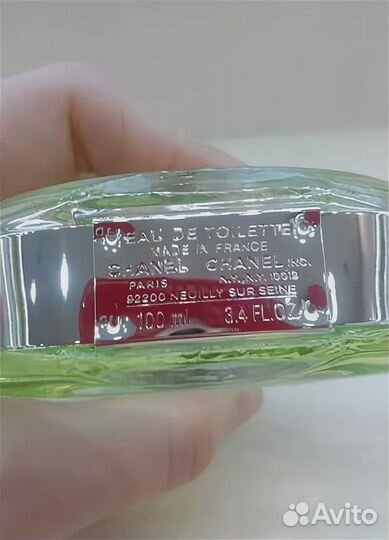 EAU DE TOILETTE
MADE IN FRANCE
CHANEL CHANEL INC.
PARIS N.Y. N.Y. 10019
92200 NEUILLY SUR SEINE
100 ml 3.4 FL.OZ.
Avito